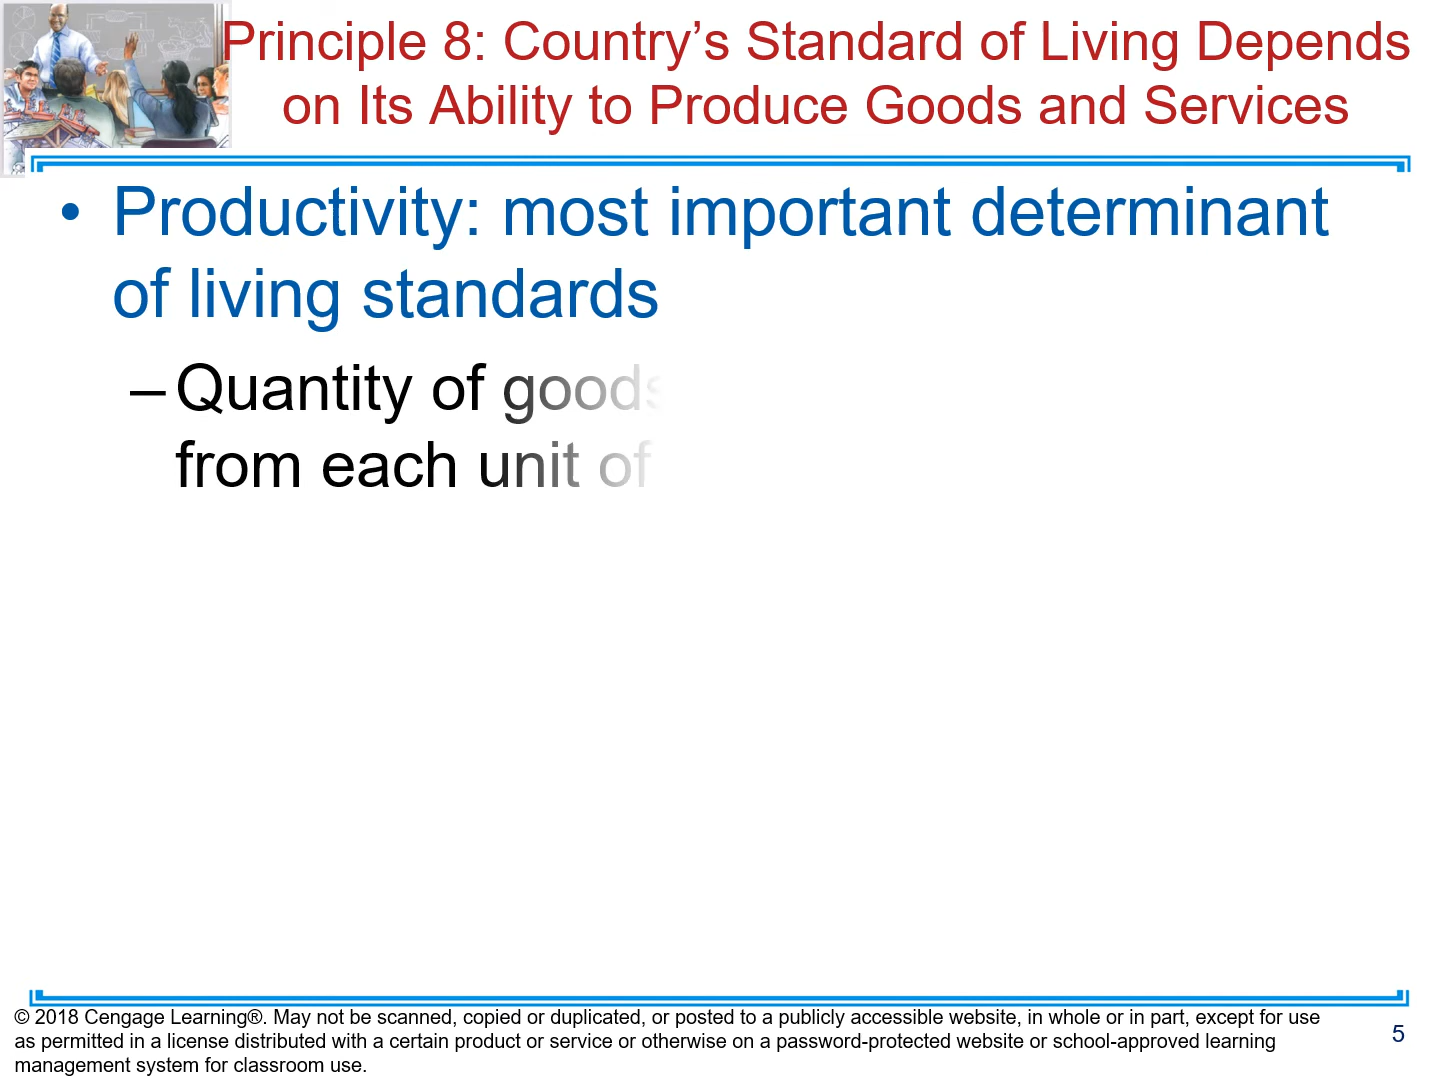 Principle 8: Country’s Standard of Living Depends
on Its Ability to Produce Goods and Services
• Productivity: most important determinant
of living standards
– Quantity of goods
from each unit of
© 2018 Cengage Learning®. May not be scanned, copied or duplicated, or posted to a publicly accessible website, in whole or in part, except for use
as permitted in a license distributed with a certain product or service or otherwise on a password-protected website or school-approved learning
management system for classroom use.
5